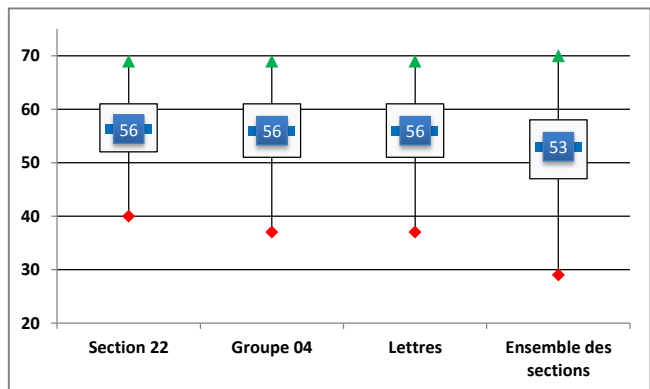 70
60
50
40
30
20
56
56
56
53
Section 22
Groupe 04
Lettres
Ensemble des
sections